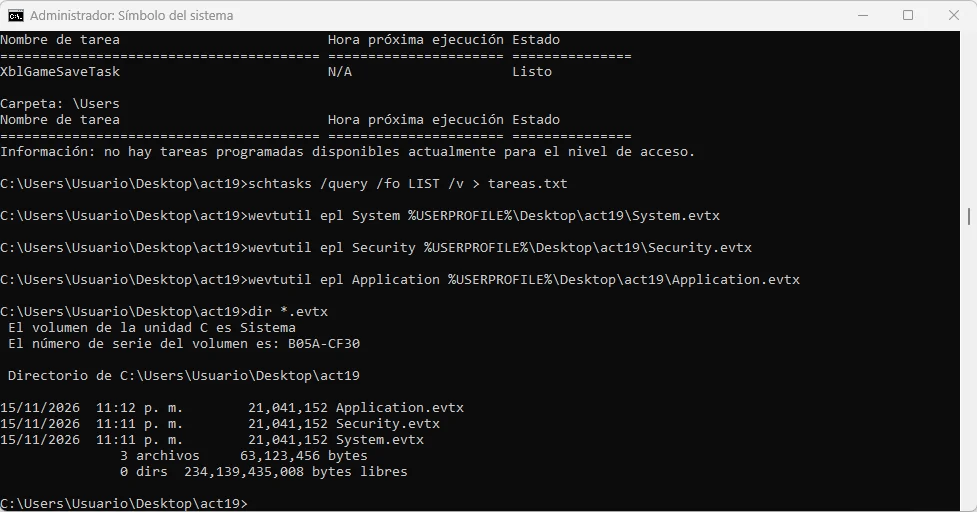 Administrador: Símbolo del sistema
Nombre de tarea                          Hora próxima ejecución Estado
======================================== ====================== ===============
XblGameSaveTask                          N/A                    Listo
Carpeta: \Users
Nombre de tarea                          Hora próxima ejecución Estado
======================================== ====================== ===============
Información: no hay tareas programadas disponibles actualmente para el nivel de acceso.
C:\Users\Usuario\Desktop\act19>schtasks /query /fo LIST /v > tareas.txt
C:\Users\Usuario\Desktop\act19>wevtutil epl System %USERPROFILE%\Desktop\act19\System.evtx
C:\Users\Usuario\Desktop\act19>wevtutil epl Security %USERPROFILE%\Desktop\act19\Security.evtx
C:\Users\Usuario\Desktop\act19>wevtutil epl Application %USERPROFILE%\Desktop\act19\Application.evtx
C:\Users\Usuario\Desktop\act19>dir *.evtx
 El volumen de la unidad C es Sistema
 El número de serie del volumen es: B05A-CF30
 Directorio de C:\Users\Usuario\Desktop\act19
15/11/2026  11:12 p. m.        21,041,152 Application.evtx
15/11/2026  11:11 p. m.        21,041,152 Security.evtx
15/11/2026  11:11 p. m.        21,041,152 System.evtx
               3 archivos     63,123,456 bytes
               0 dirs  234,139,435,008 bytes libres
C:\Users\Usuario\Desktop\act19>